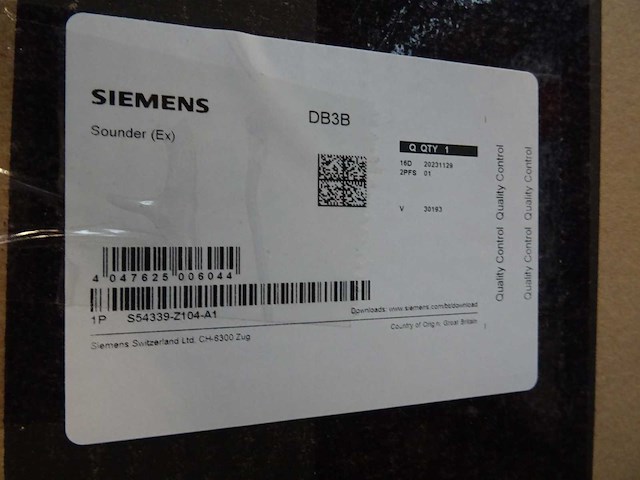 SIEMENS
DB3B
Sounder (Ex)
Q QTY 1
16D 20231129
2PFS 01
V 30193
4 047625 006044
1P S54339-Z104-A1
Downloads: www.siemens.com/bt/download
Siemens Switzerland Ltd. CH-6300 Zug
Country of Origin: Great Britain
Quality Control Quality Control
Quality Control Quality Control